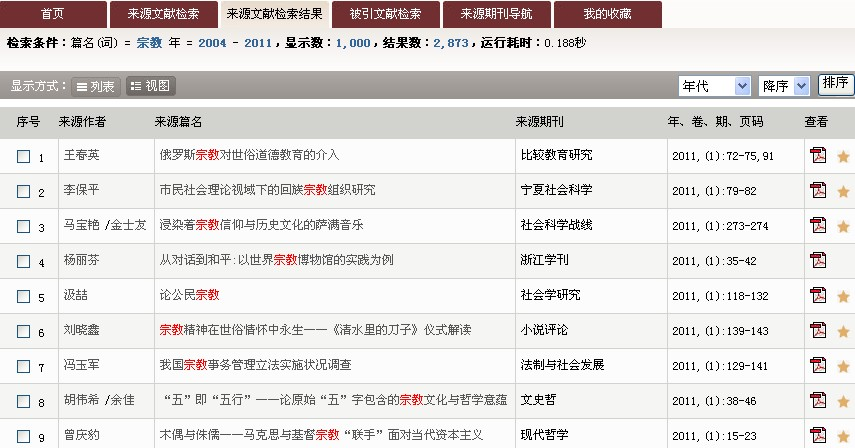 首页 来源文献检索 来源文献检索结果 被引文献检索 来源期刊导航 我的收藏
检索条件：篇名(词) = 宗教 年 = 2004 - 2011，显示数：1,000，结果数：2,873，运行耗时：0.188秒
显示方式： 列表 视图 年代 降序 排序
序号 来源作者 来源篇名 来源期刊 年、卷、期、页码 查看
1 王春英 俄罗斯宗教对世俗道德教育的介入 比较教育研究 2011, (1):72-75,91
2 李保平 市民社会理论视域下的回族宗教组织研究 宁夏社会科学 2011, (1):79-82
3 马宝艳 /金士友 浸染着宗教信仰与历史文化的萨满音乐 社会科学战线 2011, (1):273-274
4 杨丽芬 从对话到和平:以世界宗教博物馆的实践为例 浙江学刊 2011, (1):35-42
5 汲喆 论公民宗教 社会学研究 2011, (1):118-132
6 刘晓鑫 宗教精神在世俗情怀中永生——《清水里的刀子》仪式解读 小说评论 2011, (1):139-143
7 冯玉军 我国宗教事务管理立法实施状况调查 法制与社会发展 2011, (1):129-141
8 胡伟希 /余佳 “五”即“五行”——论原始“五”字包含的宗教文化与哲学意蕴 文史哲 2011, (1):38-46
9 曾庆豹 木偶与侏儒——马克思与基督宗教“联手”面对当代资本主义 现代哲学 2011, (1):15-23